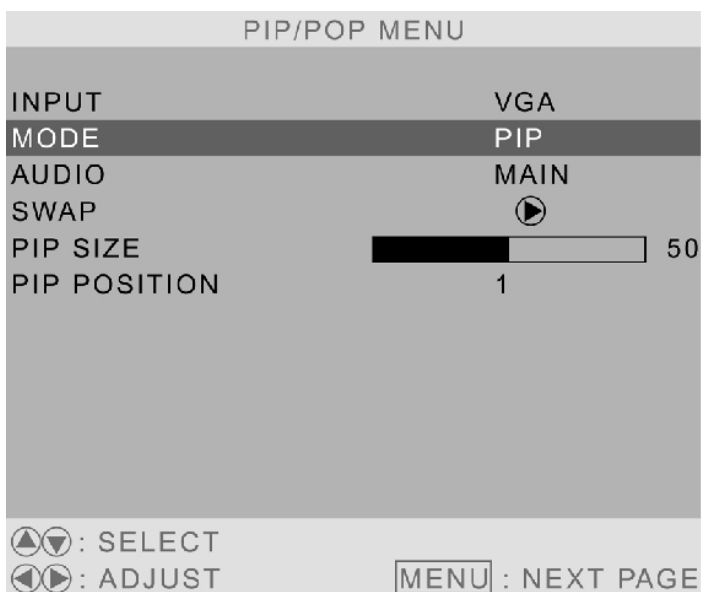 PIP/POP MENU
INPUT VGA
MODE PIP
AUDIO MAIN
SWAP
PIP SIZE 50
PIP POSITION 1
: SELECT
: ADJUST MENU : NEXT PAGE